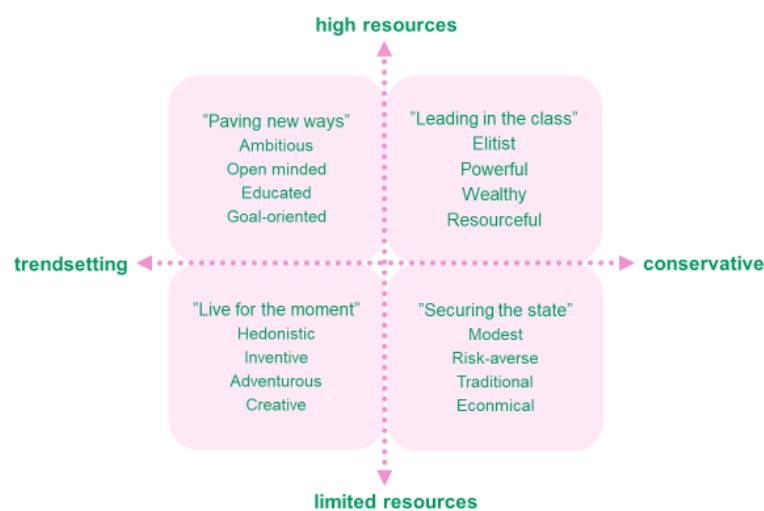 high resources
"Paving new ways"
Ambitious
Open minded
Educated
Goal-oriented
"Leading in the class"
Elitist
Powerful
Wealthy
Resourceful
trendsetting
conservative
"Live for the moment"
Hedonistic
Inventive
Adventurous
Creative
"Securing the state"
Modest
Risk-averse
Traditional
Econmical
limited resources